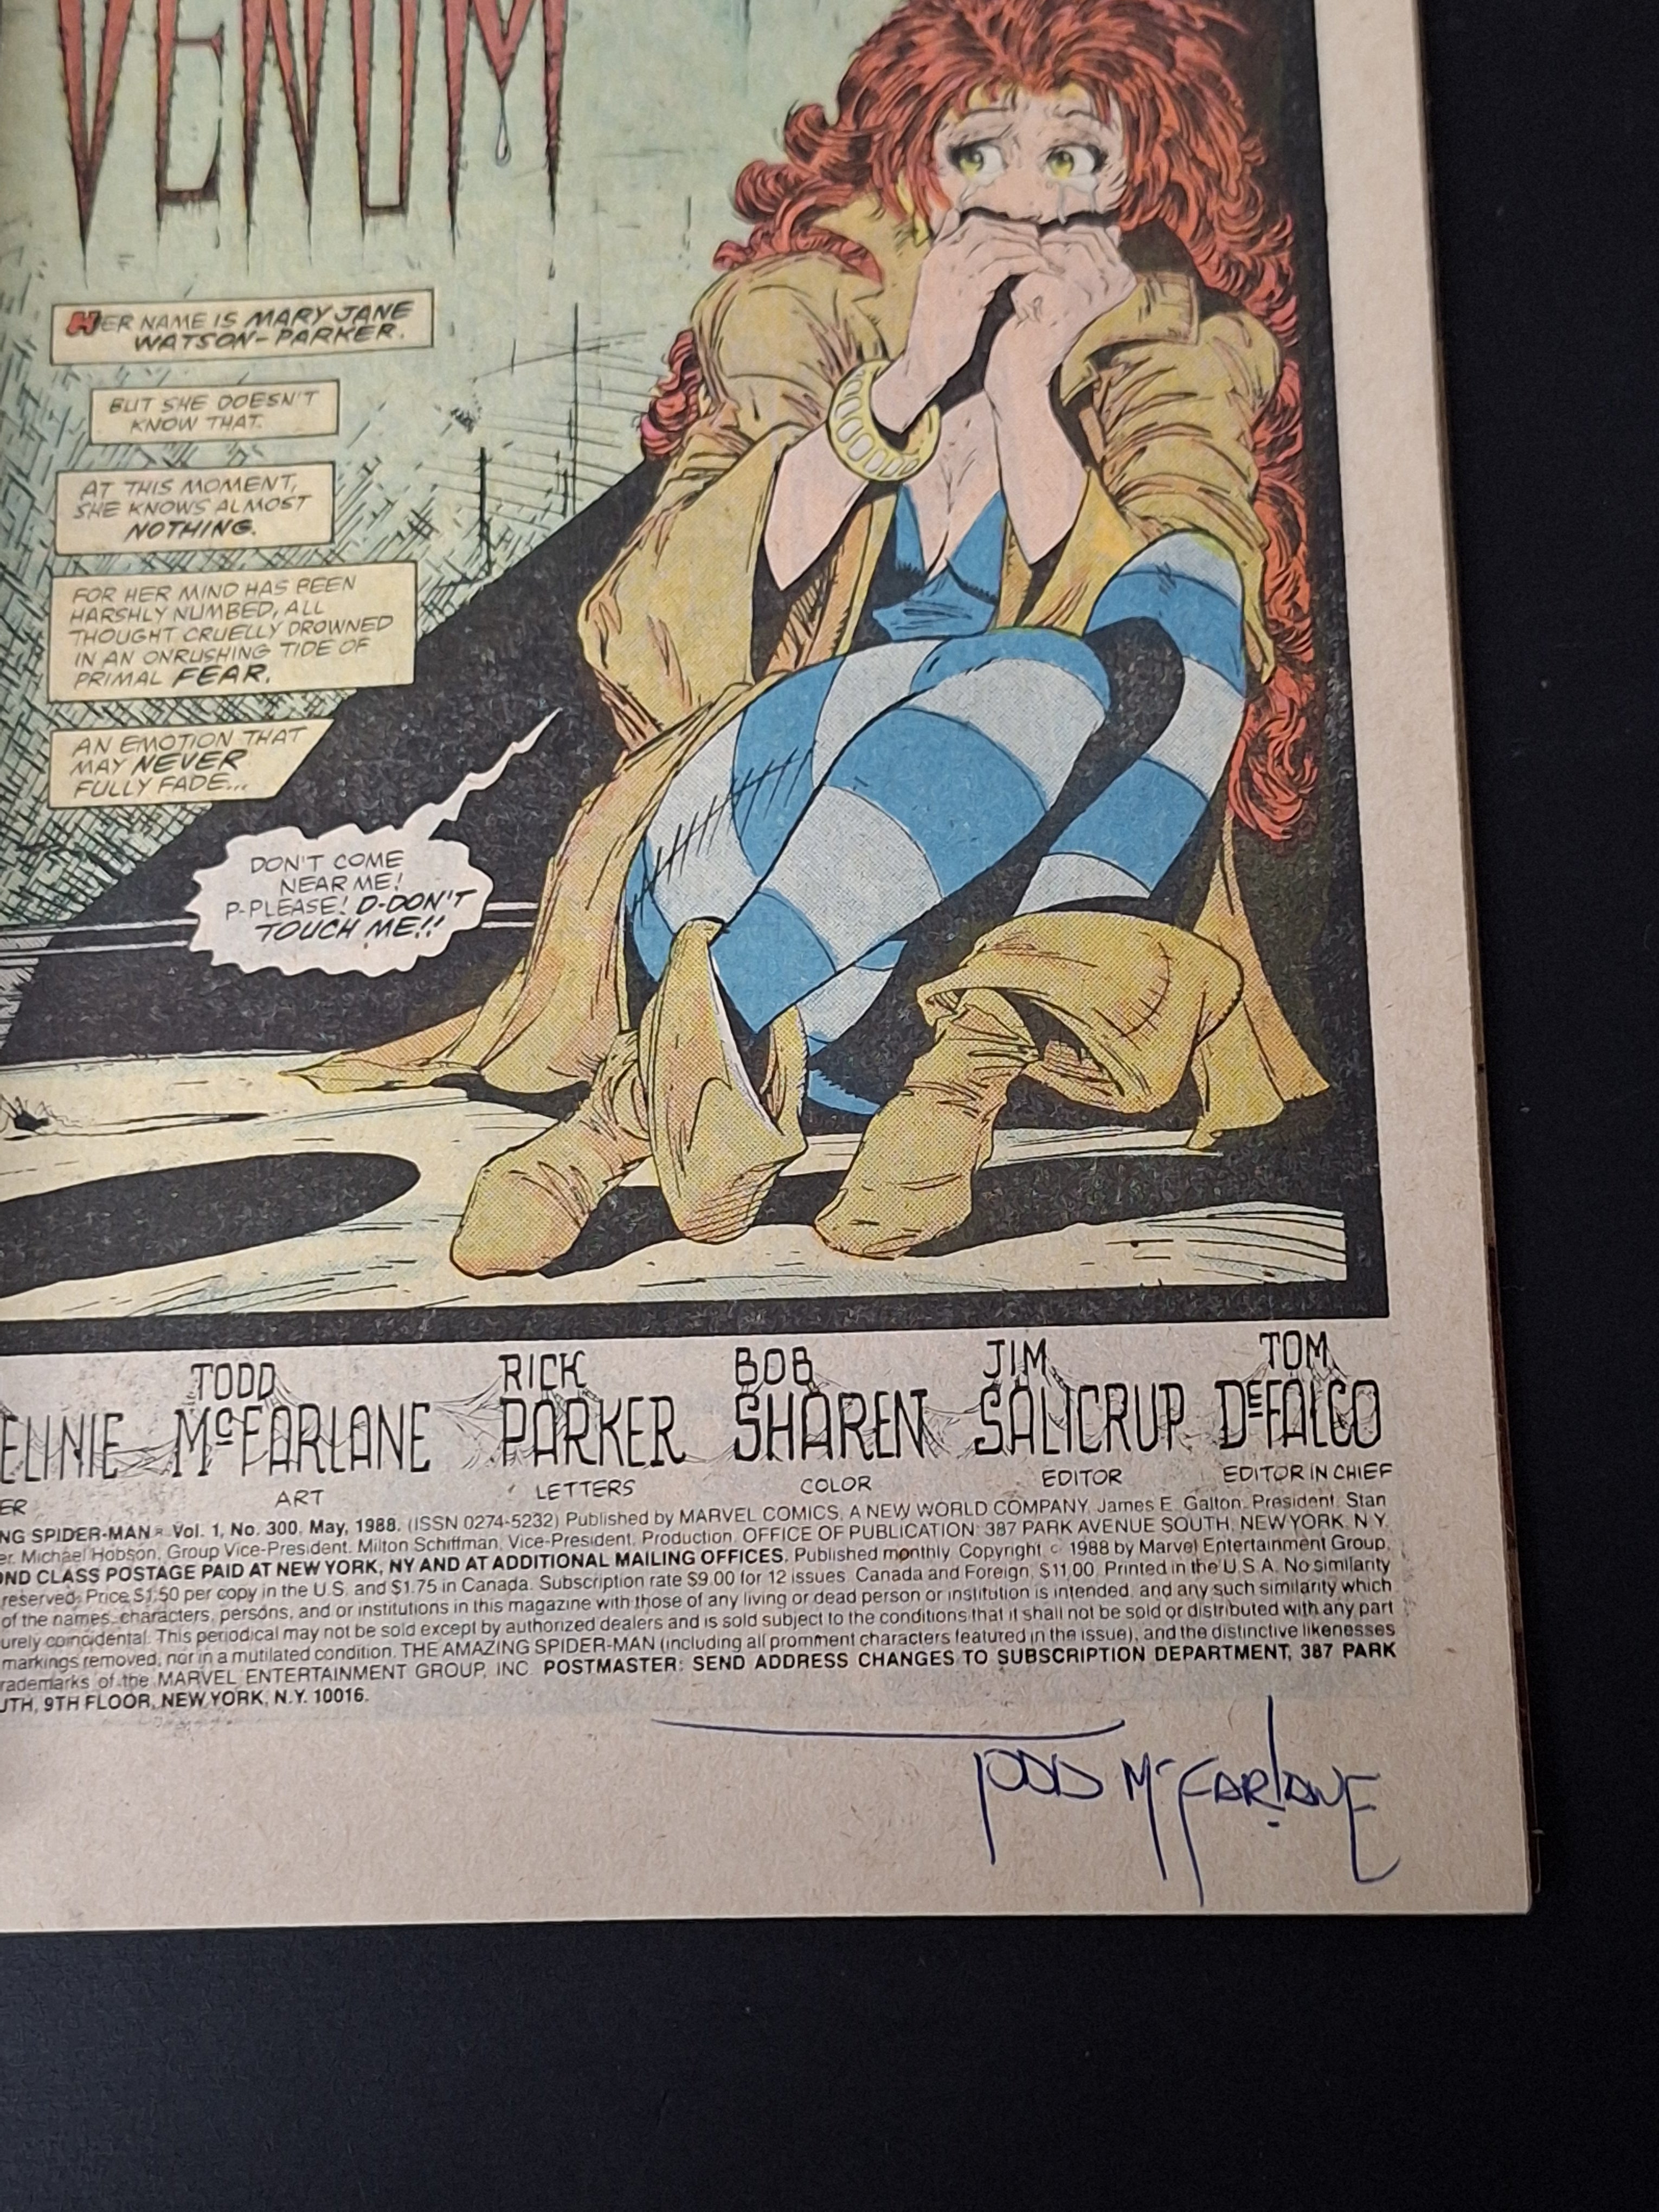 VENOM
HER NAME IS MARY JANE
WATSON-PARKER.
BUT SHE DOESN'T
KNOW THAT.
AT THIS MOMENT,
SHE KNOWS ALMOST
NOTHING.
FOR HER MIND HAS BEEN
HARSHLY NUMBED, ALL
THOUGHT CRUELLY DROWNED
IN AN ONRUSHING TIDE OF
PRIMAL FEAR.
AN EMOTION THAT
MAY NEVER
FULLY FADE...
DON'T COME
NEAR ME!
P-PLEASE! D-DON'T
TOUCH ME!!
ELINIE
ER
TODD
McFARLANE
ART
RICK
PARKER
LETTERS
BOB
SHAREN
COLOR
JIM
SALICRUP
EDITOR
TOM
DeFALCO
EDITOR IN CHIEF
NG SPIDER-MAN® Vol. 1, No. 300, May, 1988. (ISSN 0274-5232) Published by MARVEL COMICS, A NEW WORLD COMPANY, James E. Galton, President. Stan
er. Michael Hobson, Group Vice-President. Milton Schiffman, Vice-President, Production. OFFICE OF PUBLICATION: 387 PARK AVENUE SOUTH, NEW YORK, N.Y.
OND CLASS POSTAGE PAID AT NEW YORK, NY AND AT ADDITIONAL MAILING OFFICES. Published monthly. Copyright © 1988 by Marvel Entertainment Group,
reserved. Price $1.50 per copy in the U.S. and $1.75 in Canada. Subscription rate $9.00 for 12 issues. Canada and Foreign, $11.00. Printed in the U.S.A. No similarity
of the names, characters, persons, and or institutions in this magazine with those of any living or dead person or institution is intended, and any such similarity which
urely coincidental. This periodical may not be sold except by authorized dealers and is sold subject to the conditions that it shall not be sold or distributed with any part
markings removed, nor in a mutilated condition. THE AMAZING SPIDER-MAN (including all prominent characters featured in the issue), and the distinctive likenesses
rademarks of the MARVEL ENTERTAINMENT GROUP, INC. POSTMASTER: SEND ADDRESS CHANGES TO SUBSCRIPTION DEPARTMENT, 387 PARK
UTH, 9TH FLOOR, NEW YORK, N.Y. 10016.
TODD McFARLANE